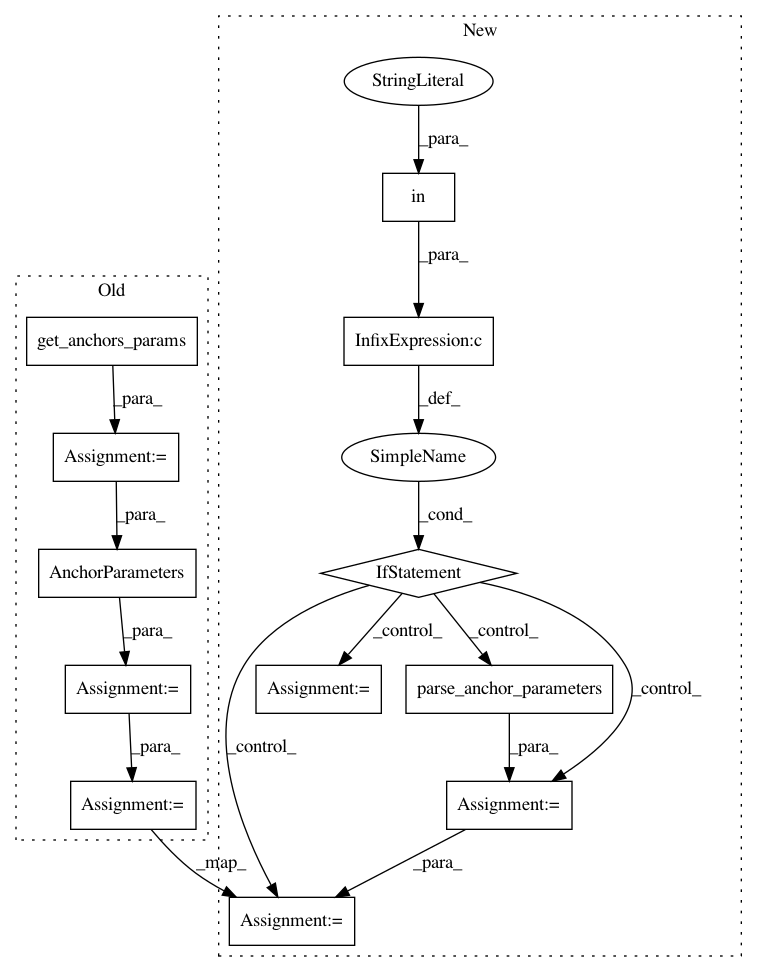 New
StringLiteral
_para_
in
_para_
Old
get_anchors_params
InfixExpression:c
_para_
_def_
Assignment:=
SimpleName
_para_
_cond_
AnchorParameters
IfStatement
_para_
_control_
_control_
Assignment:=
Assignment:=
parse_anchor_parameters
_control_
_para_
_control_
_para_
Assignment:=
Assignment:=
_map_
_para_
Assignment:=